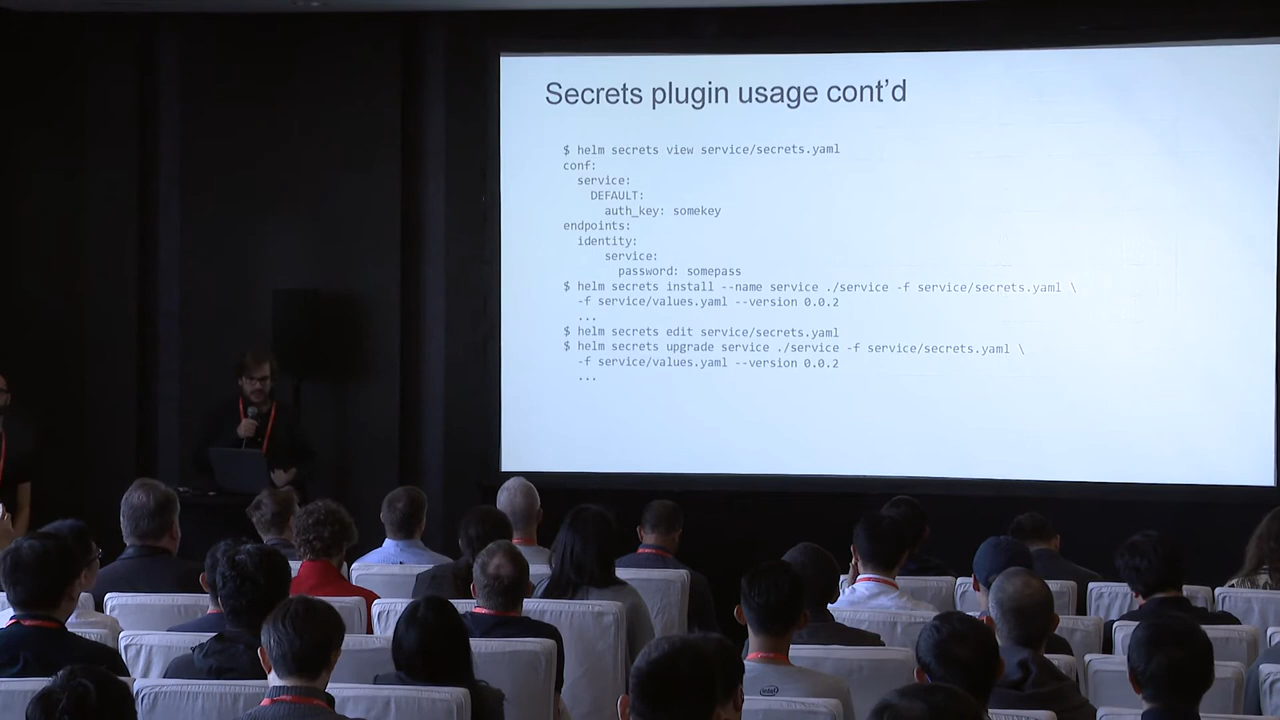 Secrets plugin usage cont’d
$ helm secrets view service/secrets.yaml
conf:
  service:
    DEFAULT:
      auth_key: somekey
endpoints:
  identity:
      service:
        password: somepass
$ helm secrets install --name service ./service -f service/secrets.yaml \
  -f service/values.yaml --version 0.0.2
  ...
$ helm secrets edit service/secrets.yaml
$ helm secrets upgrade service ./service -f service/secrets.yaml \
  -f service/values.yaml --version 0.0.2
  ...
intel